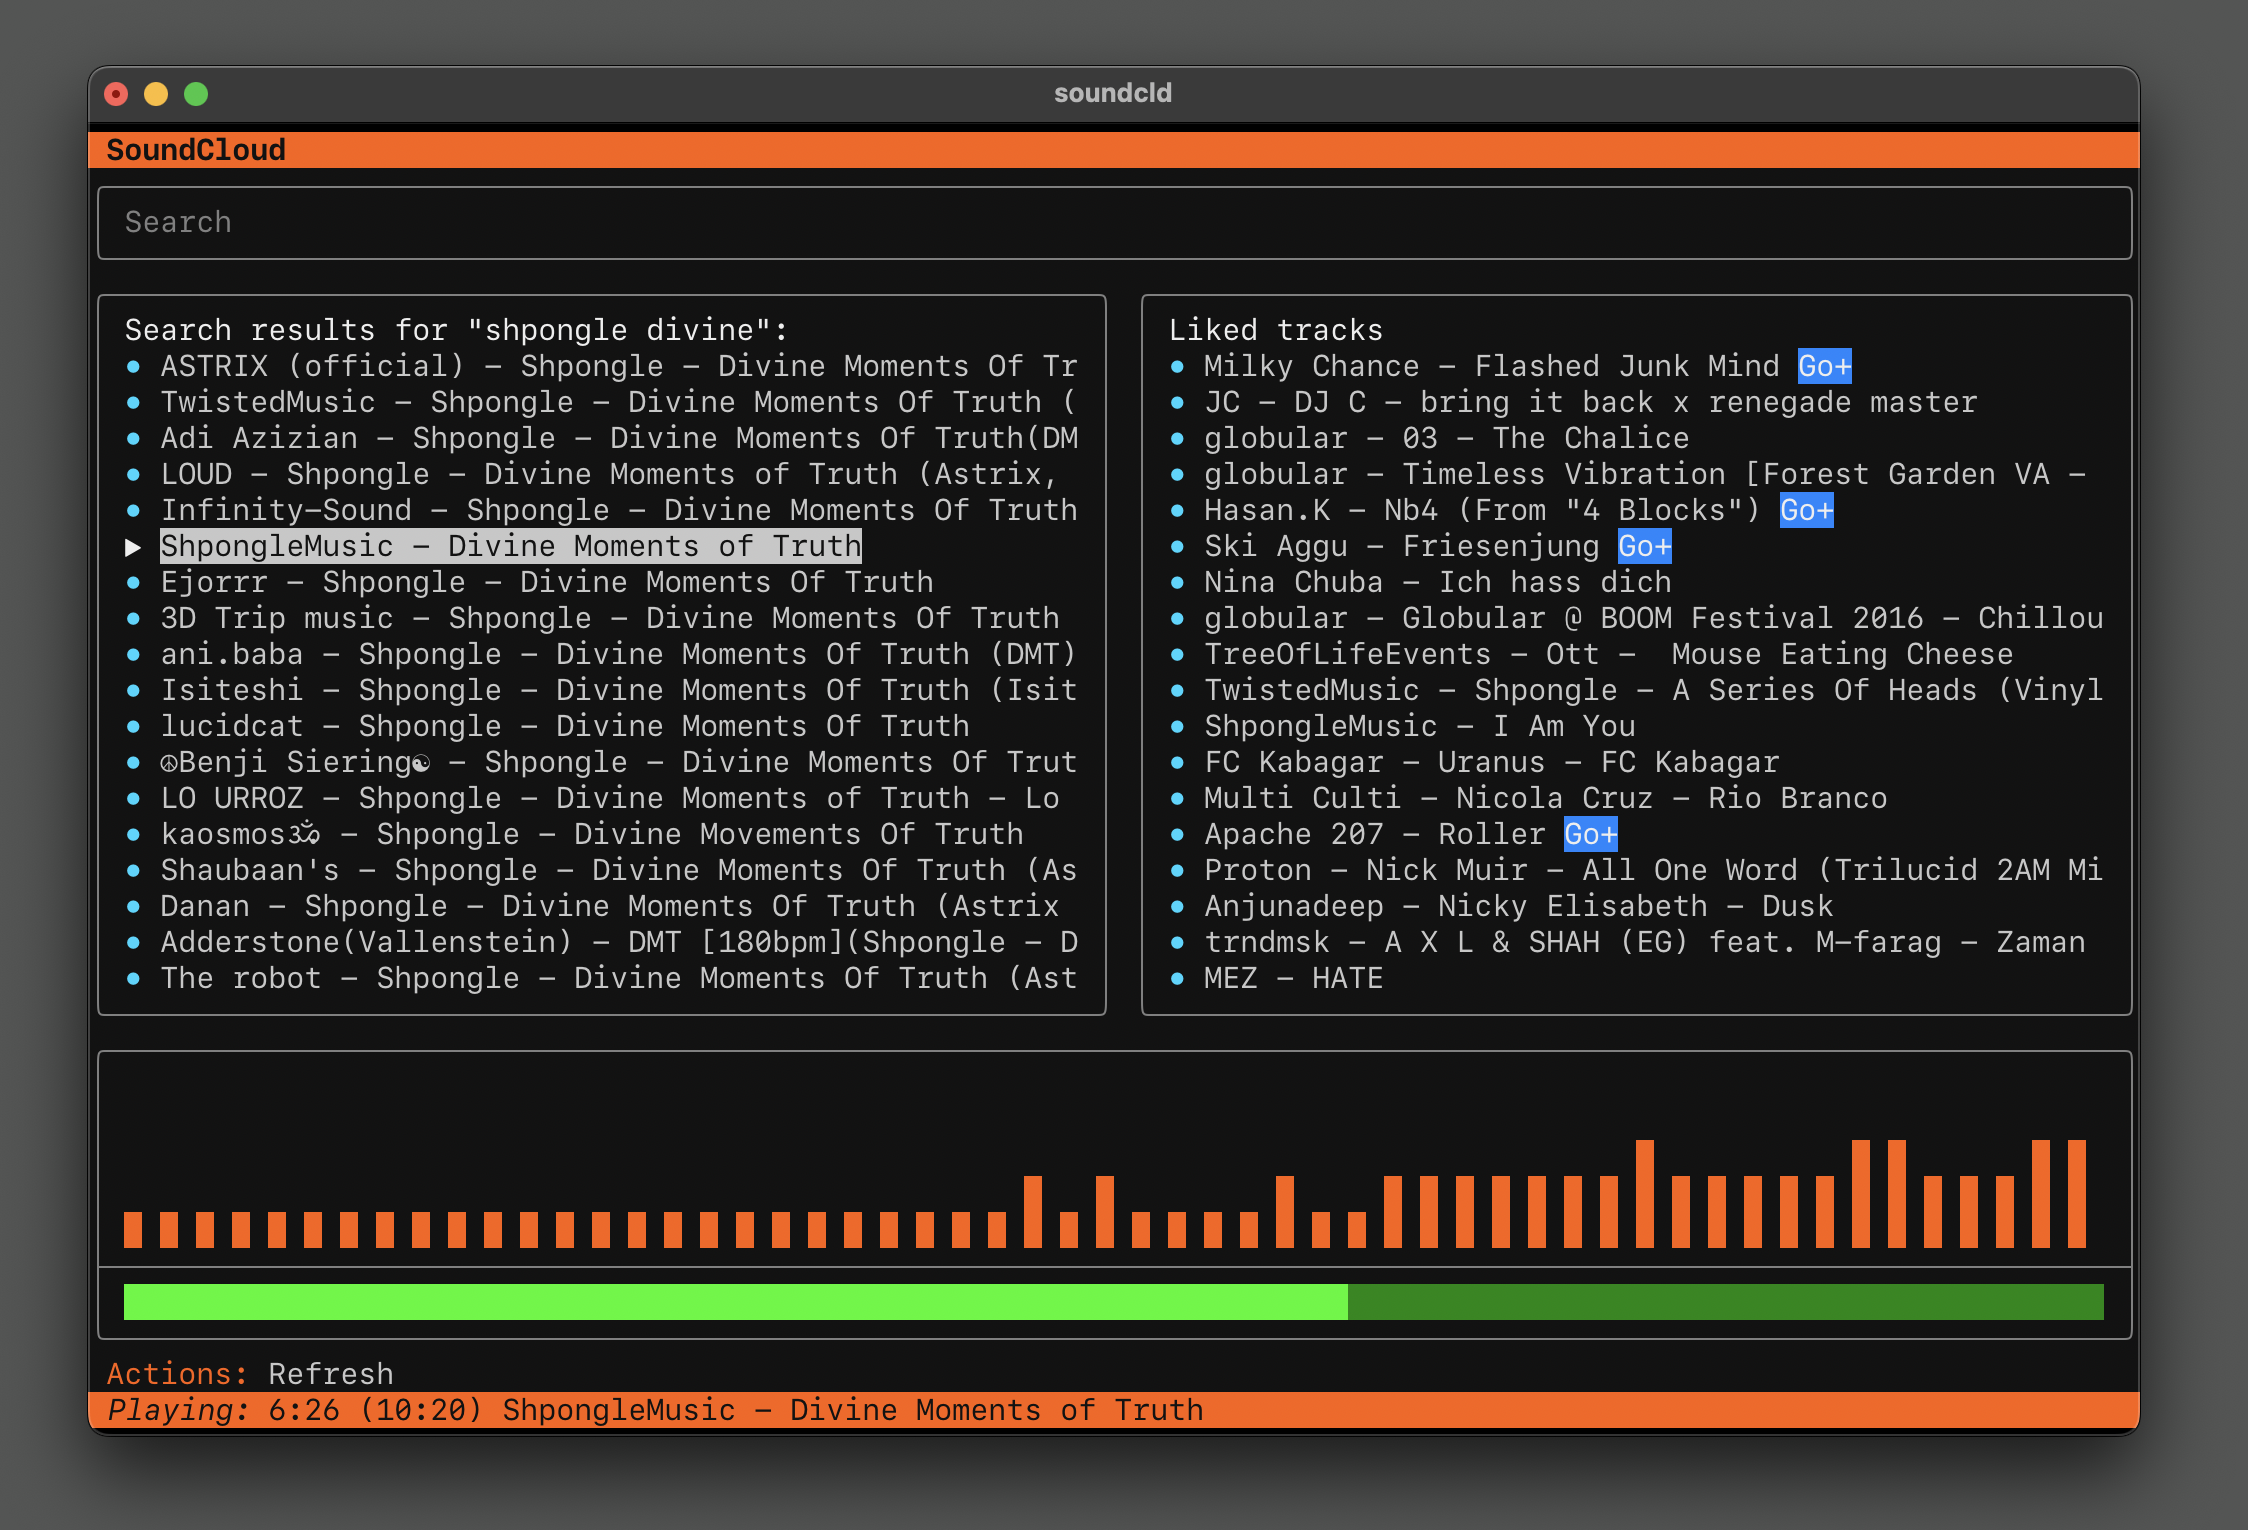 soundcld
SoundCloud
Search
Search results for "shpongle divine":
• ASTRIX (official) – Shpongle – Divine Moments Of Tr
• TwistedMusic – Shpongle – Divine Moments Of Truth (
• Adi Azizian – Shpongle – Divine Moments Of Truth(DM
• LOUD – Shpongle – Divine Moments of Truth (Astrix,
• Infinity–Sound – Shpongle – Divine Moments Of Truth
▶ ShpongleMusic – Divine Moments of Truth
• Ejorrr – Shpongle – Divine Moments Of Truth
• 3D Trip music – Shpongle – Divine Moments Of Truth
• ani.baba – Shpongle – Divine Moments Of Truth (DMT)
• Isiteshi – Shpongle – Divine Moments Of Truth (Isit
• lucidcat – Shpongle – Divine Moments Of Truth
• ☮Benji Siering☯ – Shpongle – Divine Moments Of Trut
• LO URROZ – Shpongle – Divine Moments of Truth – Lo
• kaosmosॐ – Shpongle – Divine Movements Of Truth
• Shaubaan's – Shpongle – Divine Moments Of Truth (As
• Danan – Shpongle – Divine Moments Of Truth (Astrix
• Adderstone(Vallenstein) – DMT [180bpm](Shpongle – D
• The robot – Shpongle – Divine Moments Of Truth (Ast
Liked tracks
• Milky Chance – Flashed Junk Mind Go+
• JC – DJ C – bring it back x renegade master
• globular – 03 – The Chalice
• globular – Timeless Vibration [Forest Garden VA –
• Hasan.K – Nb4 (From "4 Blocks") Go+
• Ski Aggu – Friesenjung Go+
• Nina Chuba – Ich hass dich
• globular – Globular @ BOOM Festival 2016 – Chillou
• TreeOfLifeEvents – Ott –  Mouse Eating Cheese
• TwistedMusic – Shpongle – A Series Of Heads (Vinyl
• ShpongleMusic – I Am You
• FC Kabagar – Uranus – FC Kabagar
• Multi Culti – Nicola Cruz – Rio Branco
• Apache 207 – Roller Go+
• Proton – Nick Muir – All One Word (Trilucid 2AM Mi
• Anjunadeep – Nicky Elisabeth – Dusk
• trndmsk – A X L & SHAH (EG) feat. M–farag – Zaman
• MEZ – HATE
Actions: Refresh
Playing: 6:26 (10:20) ShpongleMusic – Divine Moments of Truth